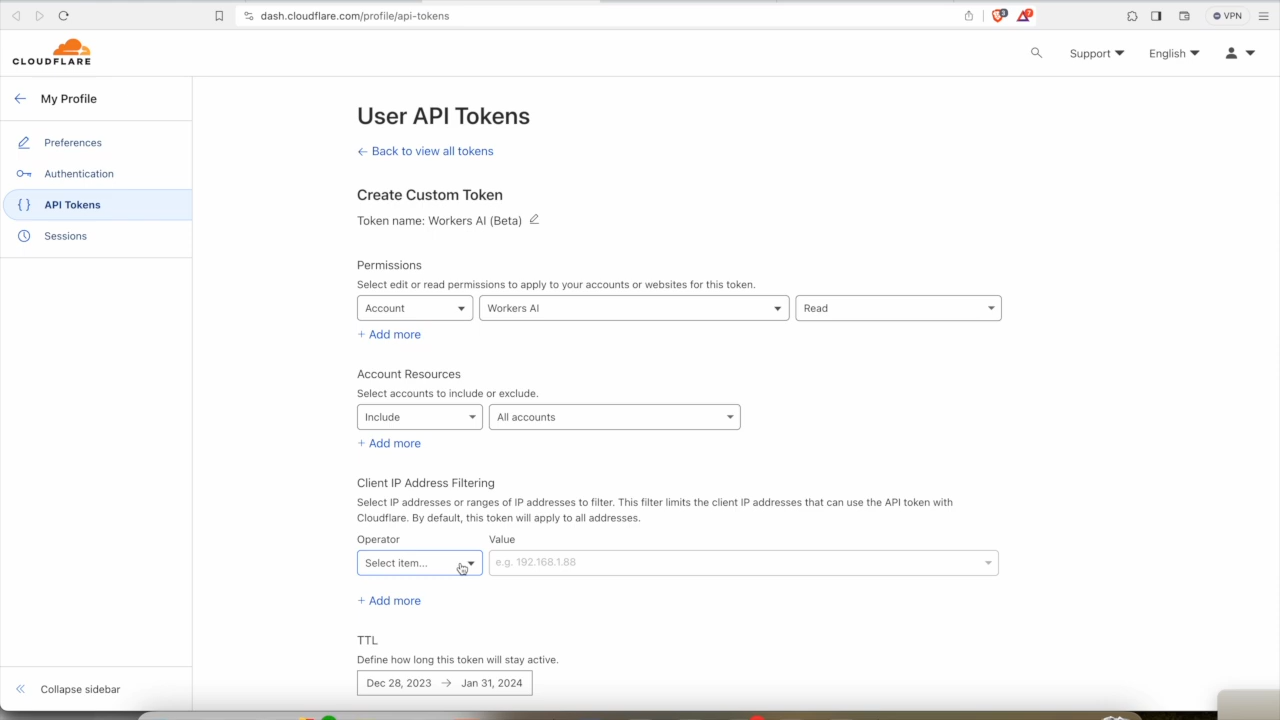 dash.cloudflare.com/profile/api-tokens
VPN
CLOUDFLARE
Support
English
My Profile
Preferences
Authentication
API Tokens
Sessions
Collapse sidebar
User API Tokens
← Back to view all tokens
Create Custom Token
Token name: Workers AI (Beta)
Permissions
Select edit or read permissions to apply to your accounts or websites for this token.
Account Workers AI Read
+ Add more
Account Resources
Select accounts to include or exclude.
Include All accounts
+ Add more
Client IP Address Filtering
Select IP addresses or ranges of IP addresses to filter. This filter limits the client IP addresses that can use the API token with
Cloudflare. By default, this token will apply to all addresses.
Operator Value
Select item... e.g. 192.168.1.88
+ Add more
TTL
Define how long this token will stay active.
Dec 28, 2023 → Jan 31, 2024